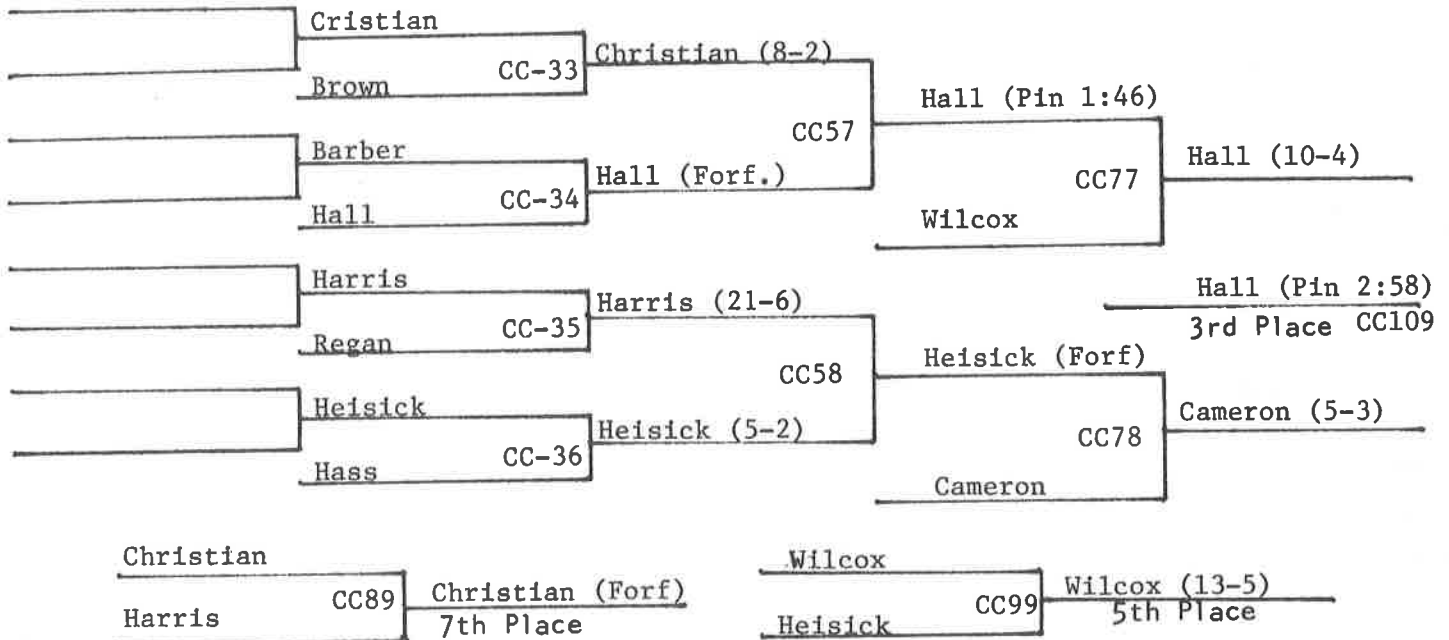 Cristian
Christian (8-2)
CC-33
Brown
Hall (Pin 1:46)
CC57
Barber
Hall (10-4)
Hall (Forf.)
CC77
CC-34
Hall
Wilcox
Harris
Hall (Pin 2:58)
Harris (21-6)
3rd Place CC109
CC-35
Regan
Heisick (Forf)
CC58
Heisick
Cameron (5-3)
Heisick (5-2)
CC78
CC-36
Hass
Cameron
Christian
Wilcox
CC89
Christian (Forf)
CC99
Wilcox (13-5)
Harris
7th Place
Heisick
5th Place